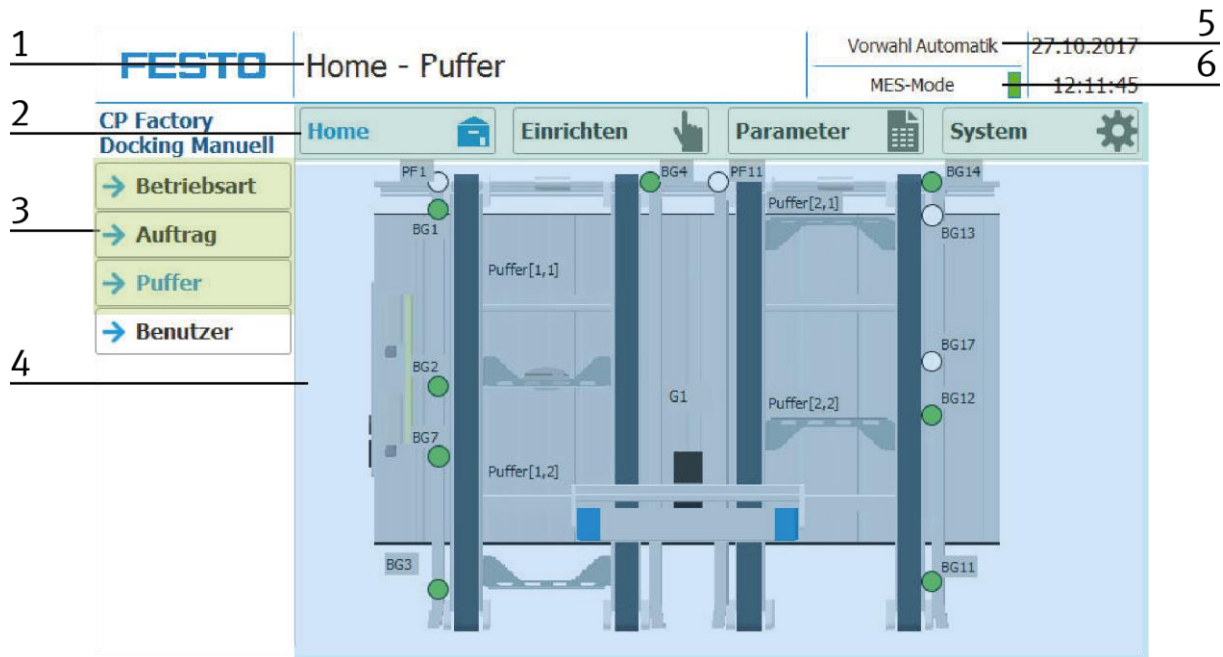 1
FESTO
Home - Puffer
Vorwahl Automatik
27.10.2017
5
MES-Mode
12:11:45
6
2
CP Factory
Docking Manuell
Home
Einrichten
Parameter
System
3
Betriebsart
Auftrag
Puffer
Benutzer
4
PF1
BG4
PF11
BG14
Puffer[2,1]
BG1
BG13
Puffer[1,1]
BG17
BG2
G1
BG12
Puffer[2,2]
BG7
Puffer[1,2]
BG3
BG11